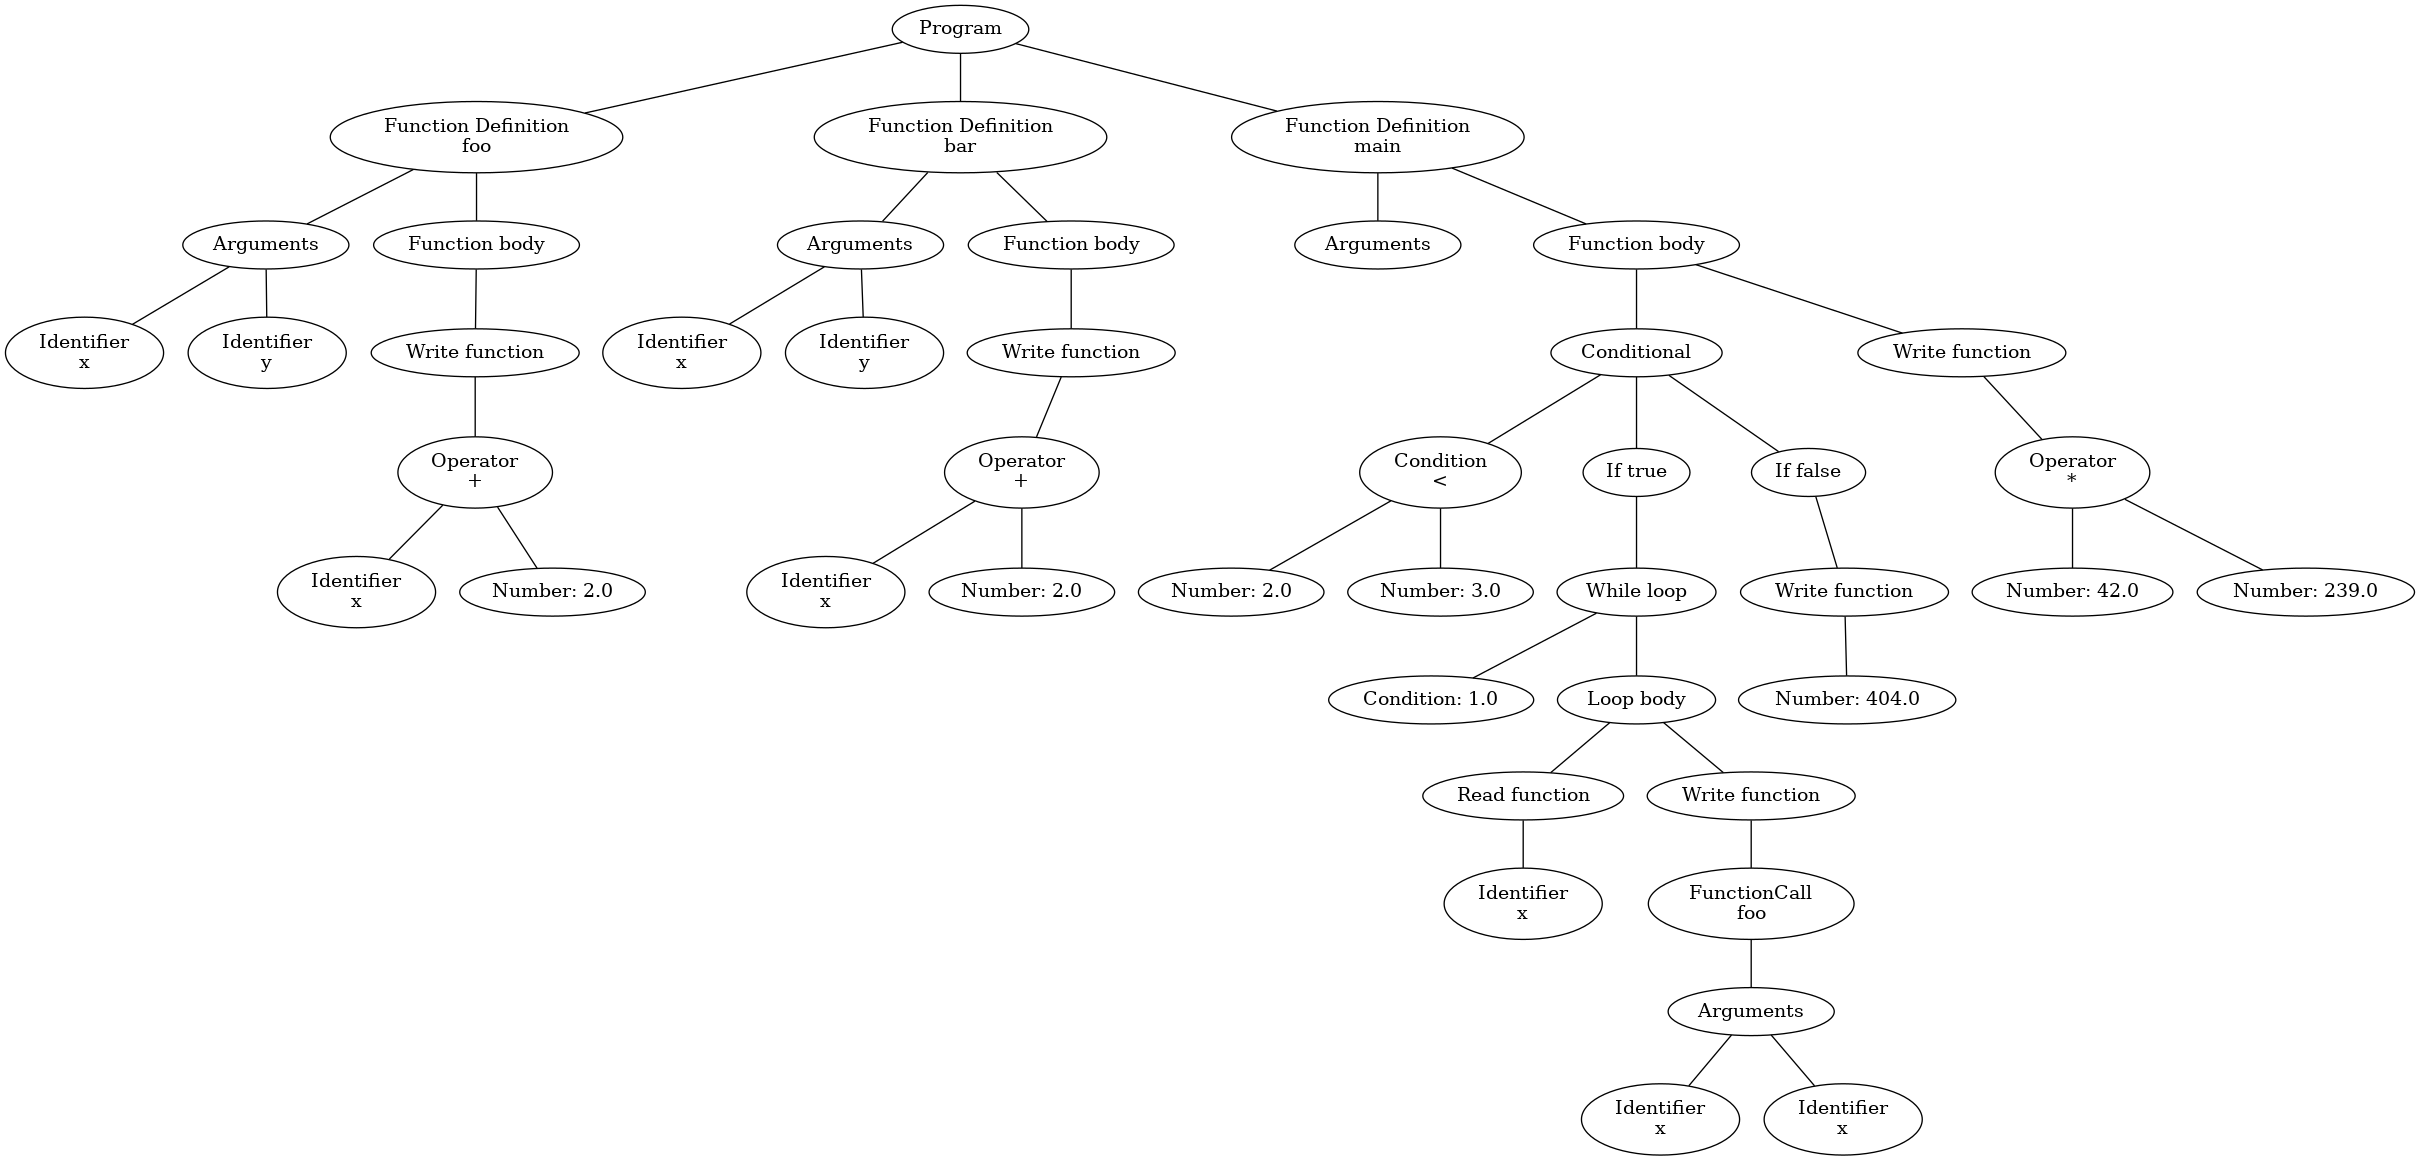 Program
Function Definition
foo
Function Definition
bar
Function Definition
main
Arguments
Function body
Arguments
Function body
Arguments
Function body
Identifier
x
Identifier
y
Write function
Identifier
x
Identifier
y
Write function
Conditional
Write function
Operator
+
Operator
+
Condition
<
If true
If false
Operator
*
Identifier
x
Number: 2.0
Identifier
x
Number: 2.0
Number: 2.0
Number: 3.0
While loop
Write function
Number: 42.0
Number: 239.0
Condition: 1.0
Loop body
Number: 404.0
Read function
Write function
Identifier
x
FunctionCall
foo
Arguments
Identifier
x
Identifier
x